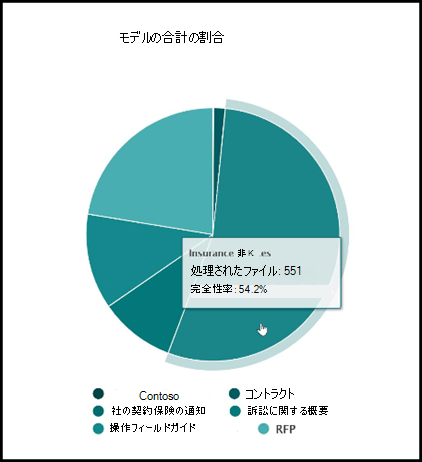 モデルの合計の割合
Insurance 非 K .es
処理されたファイル: 551
完全性率: 54.2%
Contoso
コントラクト
社の契約保険の通知
訴訟に関する概要
操作フィールドガイド
RFP